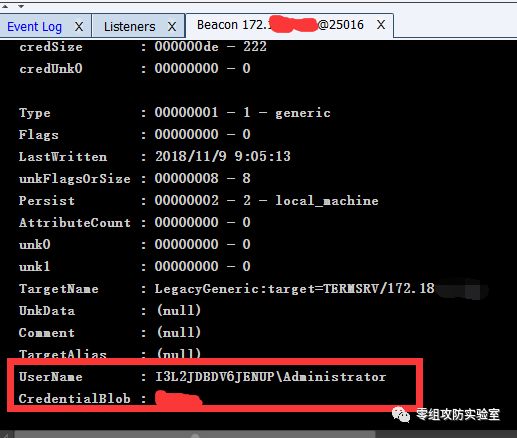 Event Log X Listeners X Beacon 172.1 @25016 X
credSize : 000000de - 222
credUnk0 : 00000000 - 0
Type : 00000001 - 1 - generic
Flags : 00000000 - 0
LastWritten : 2018/11/9 9:05:13
unkFlagsOrSize : 00000008 - 8
Persist : 00000002 - 2 - local_machine
AttributeCount : 00000000 - 0
unk0 : 00000000 - 0
unk1 : 00000000 - 0
TargetName : LegacyGeneric:target=TERMSRV/172.18
UnkData : (null)
Comment : (null)
TargetAlias : (null)
UserName : I3L2JDBDV6JENUP\Administrator
CredentialBlob :
零组攻防实验室